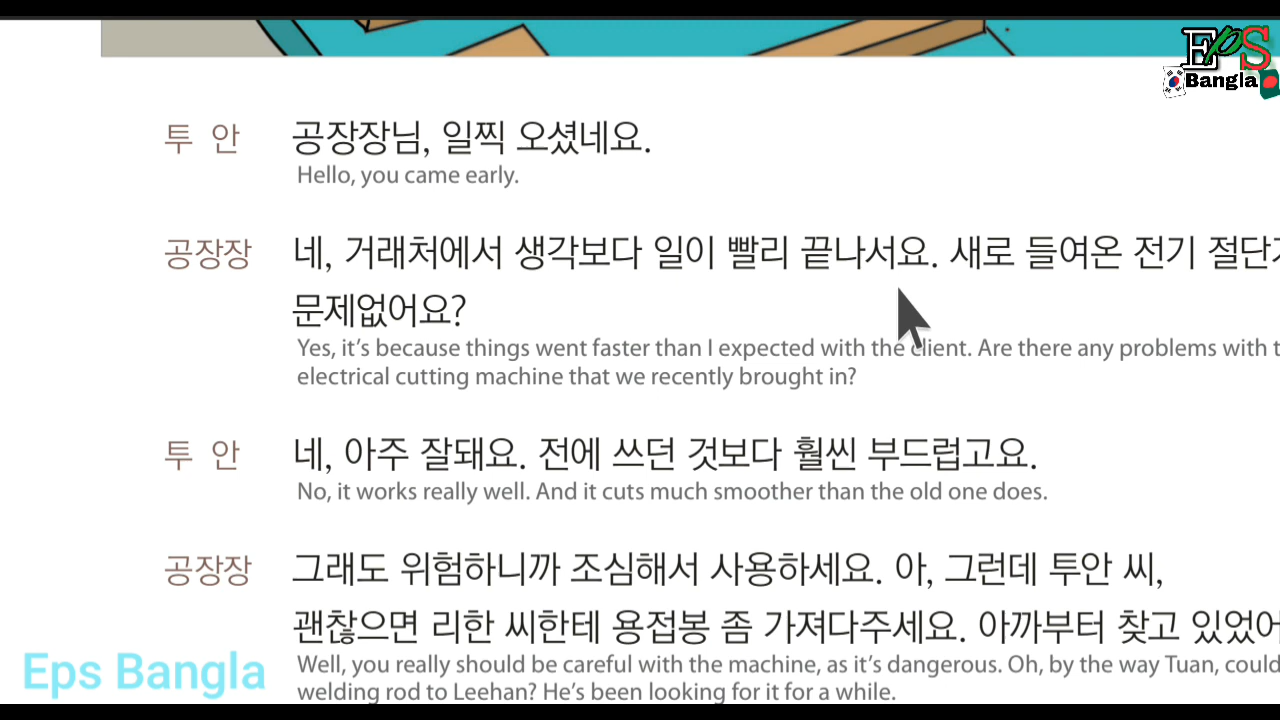 EPS
Bangla
투 안 공장장님, 일찍 오셨네요.
Hello, you came early.
공장장 네, 거래처에서 생각보다 일이 빨리 끝나서요. 새로 들여온 전기
문제없어요?
Yes, it's because things went faster than I expected with the client. Are there any problems with
electrical cutting machine that we recently brought in?
투 안 네, 아주 잘돼요. 전에 쓰던 것보다 훨씬 부드럽고요.
No, it works really well. And it cuts much smoother than the old one does.
공장장 그래도 위험하니까 조심해서 사용하세요. 아, 그런데 투안 씨,
괜찮으면 리한 씨한테 용접봉 좀 가져다주세요. 아까부터 찾고
Well, you really should be careful with the machine, as it's dangerous. Oh, by the way Tuan, could
welding rod to Leehan? He's been looking for it for a while.
Eps Bangla